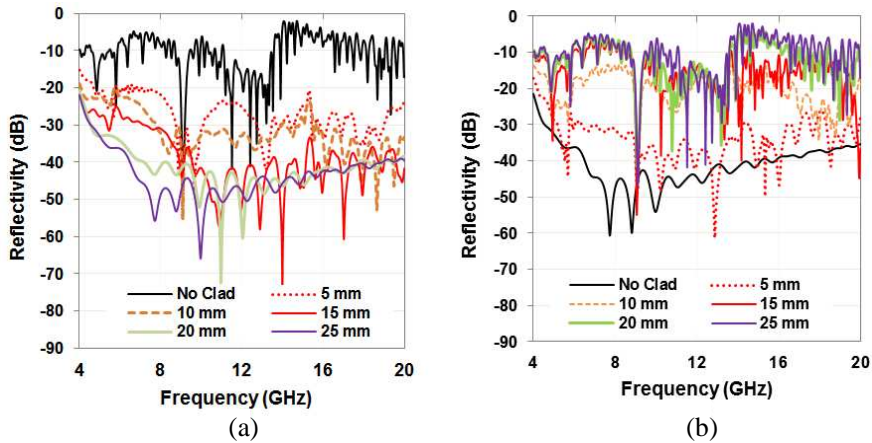 0
-10
-20
-30
-40
-50
-60
-70
-80
-90
Reflectivity (dB)
No Clad
5 mm
10 mm
15 mm
20 mm
25 mm
4
8
12
16
20
Frequency (GHz)
(a)
0
-10
-20
-30
-40
-50
-60
-70
-80
-90
Reflectivity (dB)
No Clad
5 mm
10 mm
15 mm
20 mm
25 mm
4
8
12
16
20
Frequency (GHz)
(b)